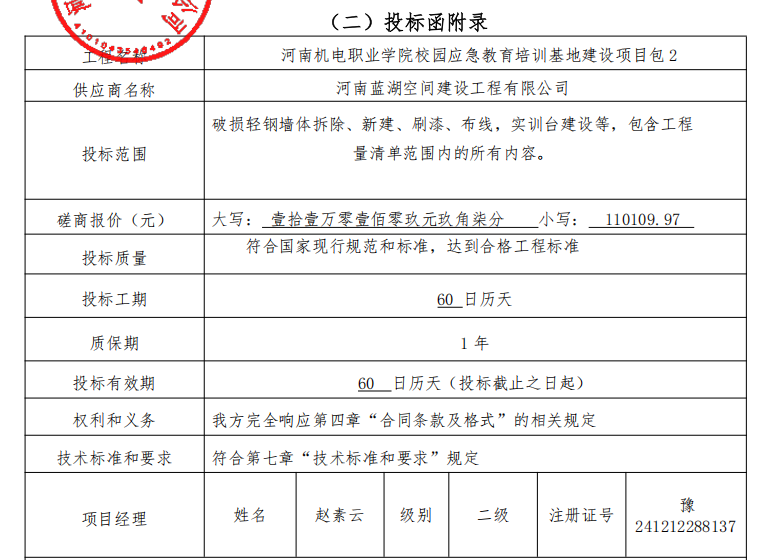 （二）投标函附录
工程名称 河南机电职业学院校园应急教育培训基地建设项目包 2
供应商名称 河南蓝湖空间建设工程有限公司
投标范围 破损轻钢墙体拆除、新建、刷漆、布线，实训台建设等，包含工程
量清单范围内的所有内容。
磋商报价（元） 大写： 壹拾壹万零壹佰零玖元玖角柒分 小写： 110109.97
投标质量 符合国家现行规范和标准，达到合格工程标准
投标工期 60 日历天
质保期 1 年
投标有效期 60 日历天（投标截止之日起）
权利和义务 我方完全响应第四章“合同条款及格式”的相关规定
技术标准和要求 符合第七章“技术标准和要求”规定
项目经理 姓名 赵素云 级别 二级 注册证号 豫
241212288137